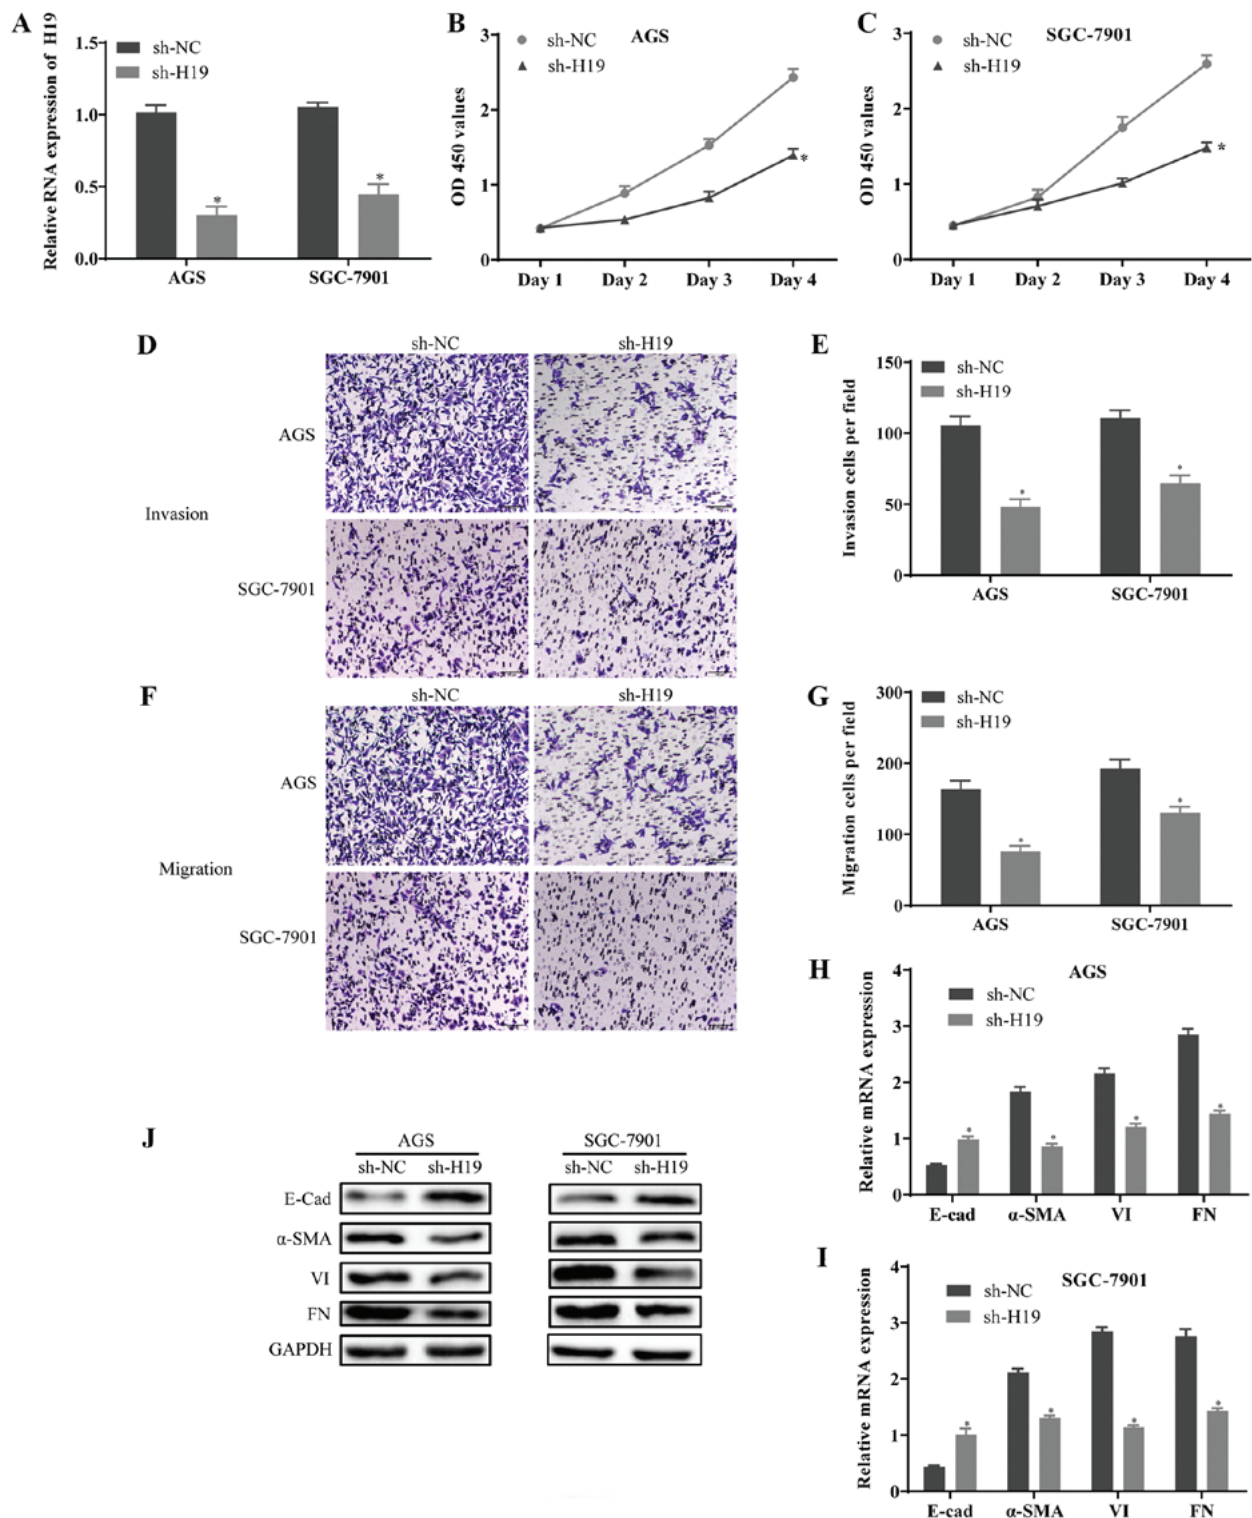 A
Relative RNA expression of H19
1.5
1.0
0.5
0.0
sh-NC
sh-H19
*
*
AGS
SGC-7901
B
AGS
OD 450 values
3
2
1
0
sh-NC
sh-H19
*
Day 1
Day 2
Day 3
Day 4
C
SGC-7901
OD 450 values
3
2
1
0
sh-NC
sh-H19
*
Day 1
Day 2
Day 3
Day 4
D
sh-NC
sh-H19
AGS
Invasion
SGC-7901
E
Invasion cells per field
150
100
50
0
sh-NC
sh-H19
*
*
AGS
SGC-7901
F
sh-NC
sh-H19
AGS
Migration
SGC-7901
G
Migration cells per field
300
200
100
0
sh-NC
sh-H19
*
*
AGS
SGC-7901
H
AGS
Relative mRNA expression
4
3
2
1
0
sh-NC
sh-H19
*
*
*
*
E-cad
α-SMA
VI
FN
I
SGC-7901
Relative mRNA expression
4
3
2
1
0
sh-NC
sh-H19
*
*
*
*
E-cad
α-SMA
VI
FN
J
AGS
SGC-7901
sh-NC
sh-H19
sh-NC
sh-H19
E-Cad
α-SMA
VI
FN
GAPDH